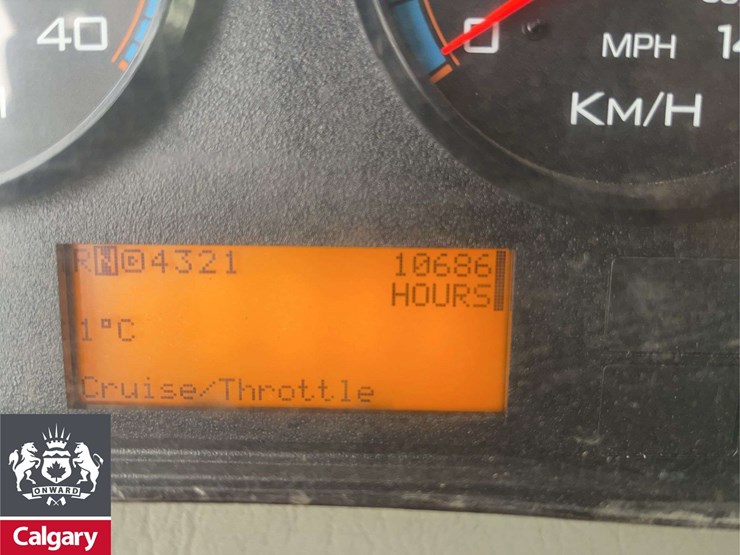 40
0
MPH
KM/H
RN©4321 10686
HOURS
1°C
Cruise/Throttle
ONWARD
Calgary